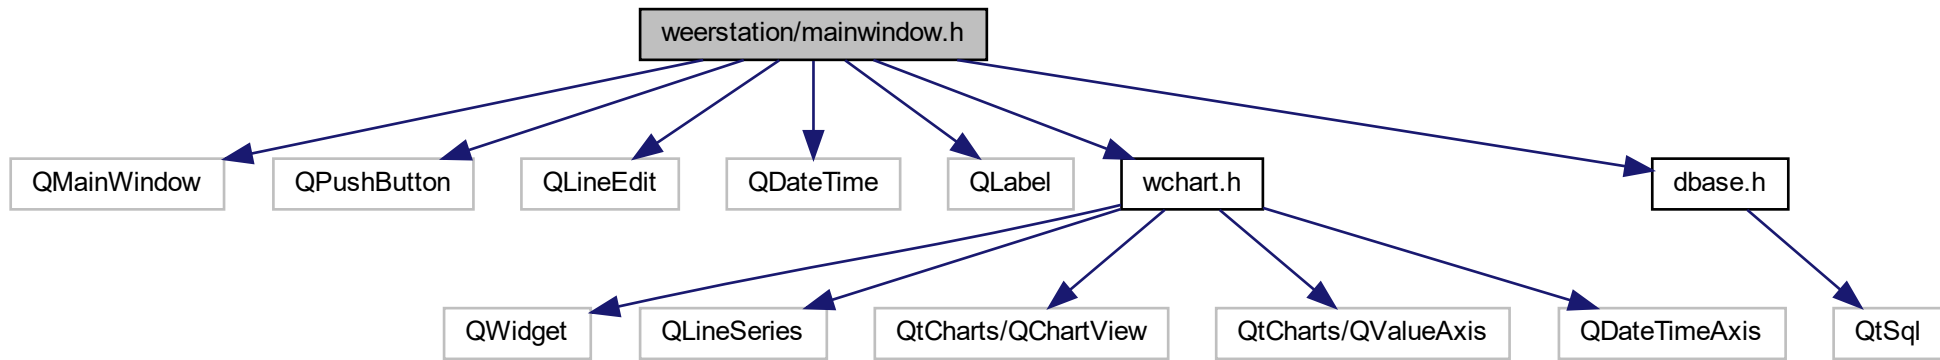 weerstation/mainwindow.h
QMainWindow
QPushButton
QLineEdit
QDateTime
QLabel
wchart.h
dbase.h
QWidget
QLineSeries
QtCharts/QChartView
QtCharts/QValueAxis
QDateTimeAxis
QtSql